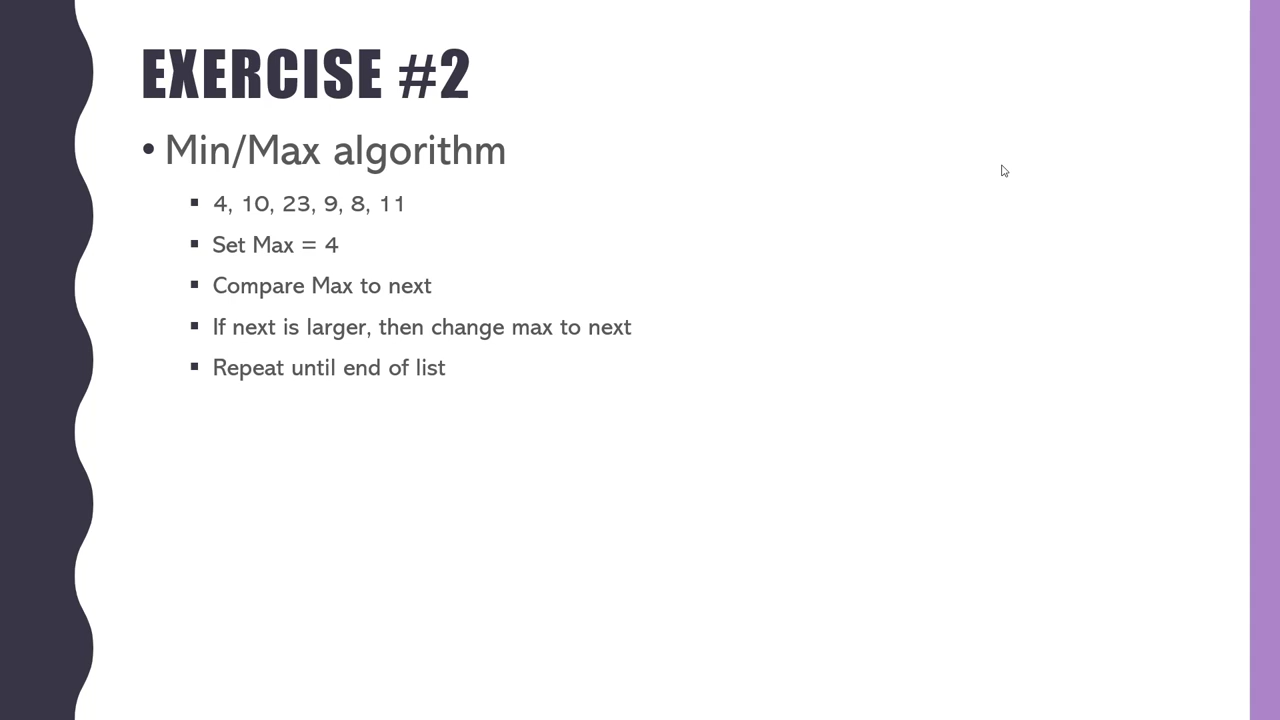 EXERCISE #2
• Min/Max algorithm
▪ 4, 10, 23, 9, 8, 11
▪ Set Max = 4
▪ Compare Max to next
▪ If next is larger, then change max to next
▪ Repeat until end of list